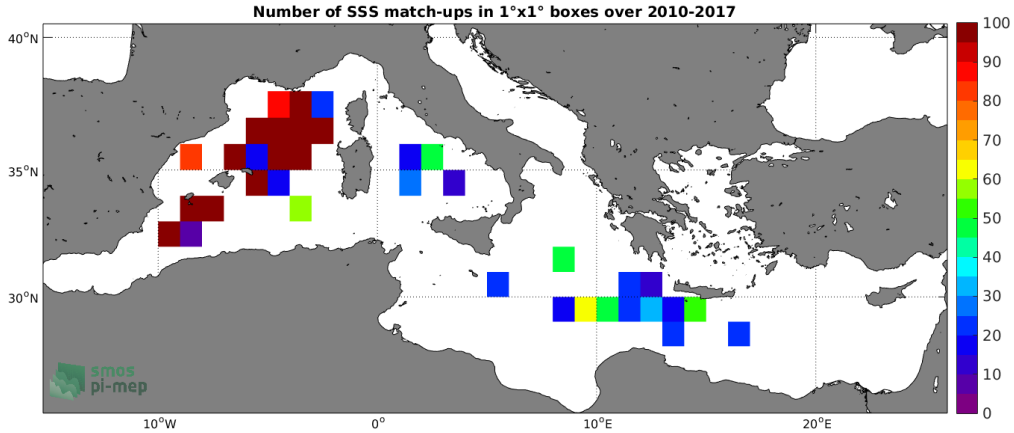 Number of SSS match-ups in 1°x1° boxes over 2010-2017
40°N
35°N
30°N
10°W
0°
10°E
20°E
100
90
80
70
60
50
40
30
20
10
0
smos
pi-mep